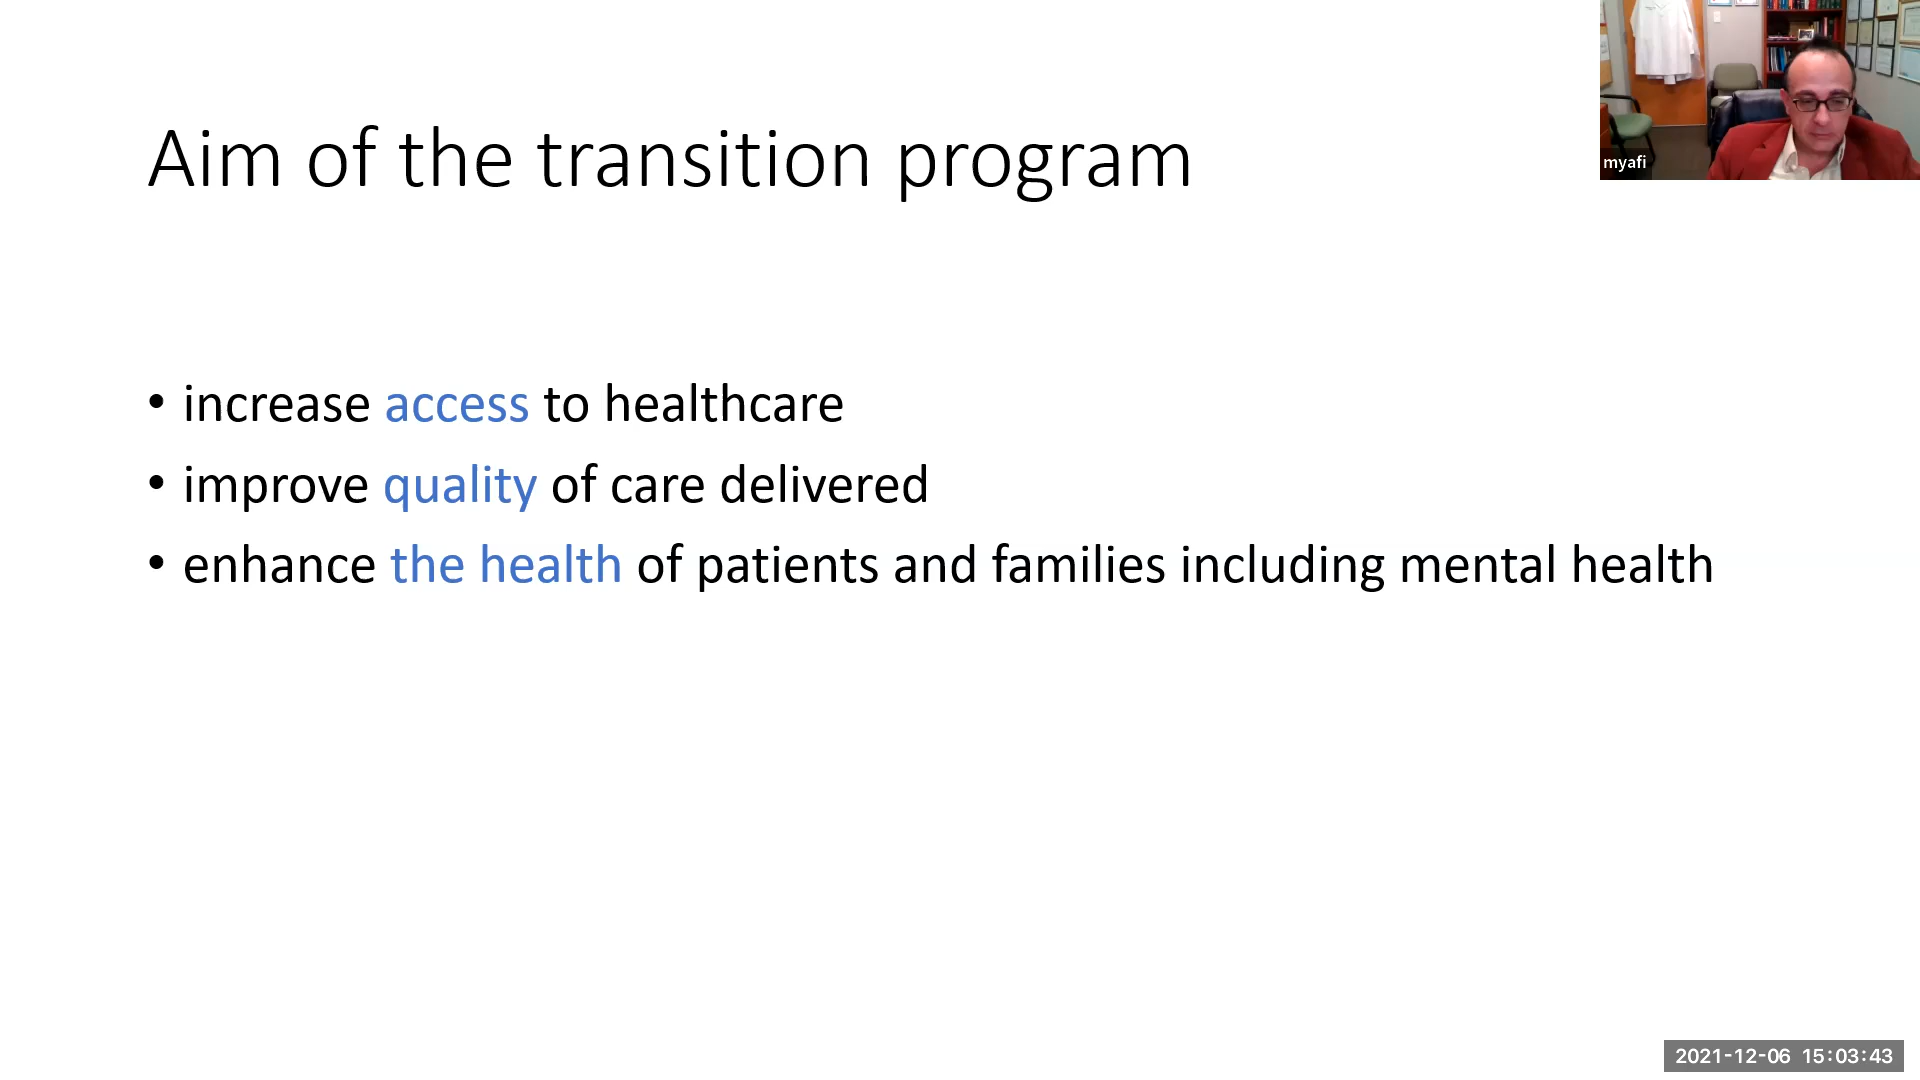 Aim of the transition program
myafi
• increase access to healthcare
• improve quality of care delivered
• enhance the health of patients and families including mental health
2021-12-06 15:03:43